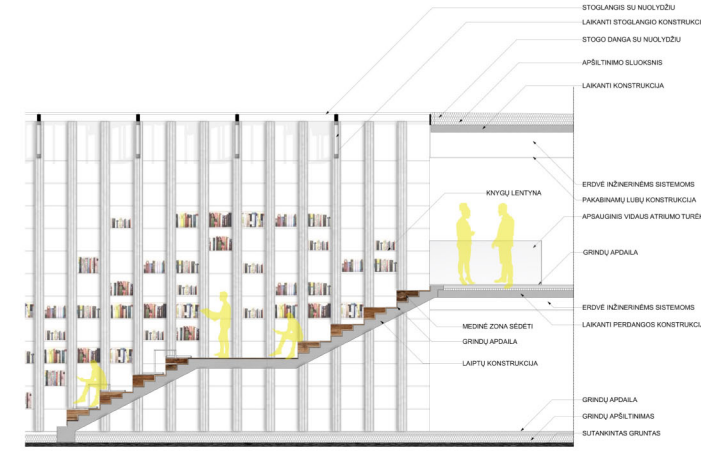 STOGLANGIS SU NUOLYDŽIU
LAIKANTI STOGLANGIO KONSTRUKCI
STOGO DANGA SU NUOLYDŽIU
APŠILTINIMO SLUOKSNIS
LAIKANTI KONSTRUKCIJA
ERDVĖ INŽINERINĖMS SISTEMOMS
PAKABINAMŲ LUBŲ KONSTRUKCIJA
KNYGŲ LENTYNA
APSAUGINIS VIDAUS ATRIUMO TURĖK
GRINDŲ APDAILA
ERDVĖ INŽINERINĖMS SISTEMOMS
MEDINĖ ZONA SĖDĖTI
LAIKANTI PERDANGOS KONSTRUKCIJ
GRINDŲ APDAILA
LAIPTŲ KONSTRUKCIJA
GRINDŲ APDAILA
GRINDŲ APŠILTINIMAS
SUTANKINTAS GRUNTAS